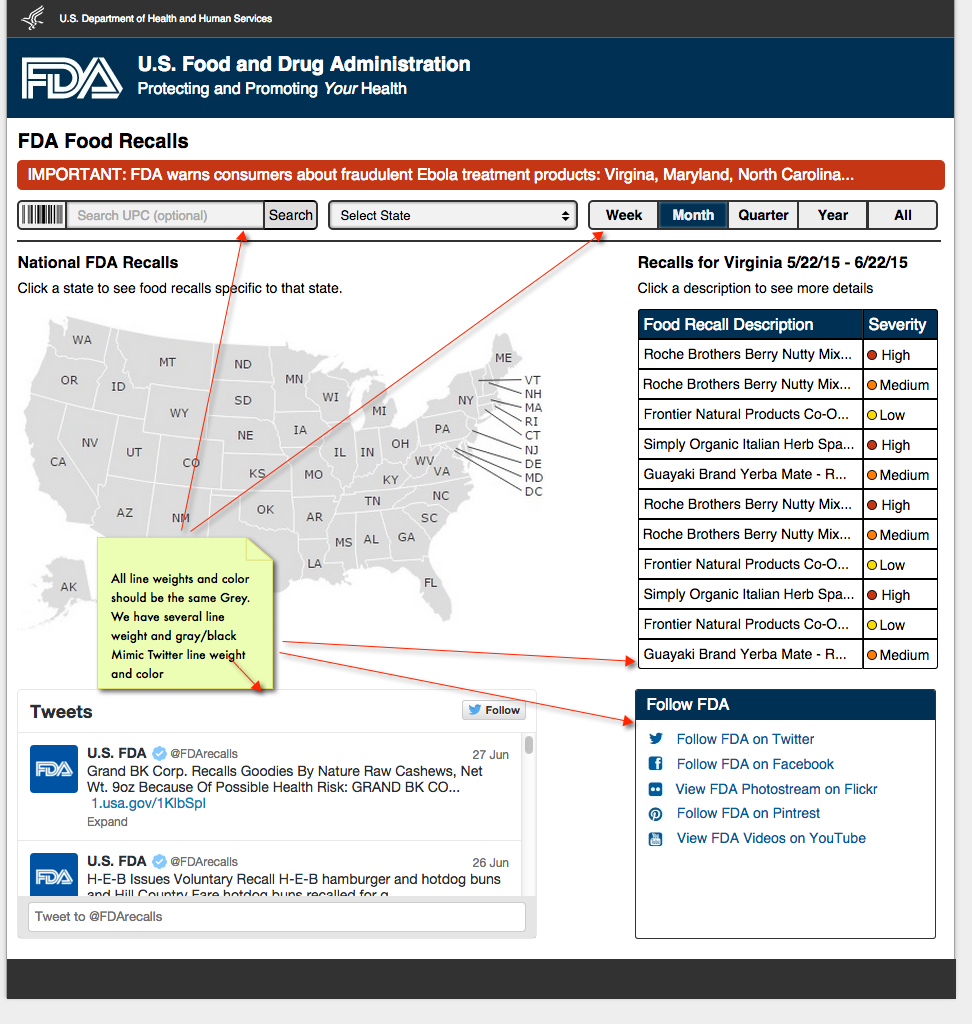 U.S. Department of Health and Human Services
FDA
U.S. Food and Drug Administration
Protecting and Promoting Your Health
FDA Food Recalls
IMPORTANT: FDA warns consumers about fraudulent Ebola treatment products: Virgina, Maryland, North Carolina...
Search UPC (optional) Search Select State Week Month Quarter Year All
National FDA Recalls
Click a state to see food recalls specific to that state.
WA
OR
ID
MT
ND
MN
SD
WY
WI
MI
NV
UT
CA
CO
NE
IA
IL
IN
OH
PA
NY
ME
VT
NH
MA
RI
CT
NJ
DE
MD
DC
WV
VA
KS
MO
KY
AZ
NM
OK
AR
TN
NC
SC
MS
AL
GA
LA
FL
AK
All line weights and color
should be the same Grey.
We have several line
weight and gray/black
Mimic Twitter line weight
and color
Recalls for Virginia 5/22/15 - 6/22/15
Click a description to see more details
Food Recall Description Severity
Roche Brothers Berry Nutty Mix... High
Roche Brothers Berry Nutty Mix... Medium
Frontier Natural Products Co-O... Low
Simply Organic Italian Herb Spa... High
Guayaki Brand Yerba Mate - R... Medium
Roche Brothers Berry Nutty Mix... High
Roche Brothers Berry Nutty Mix... Medium
Frontier Natural Products Co-O... Low
Simply Organic Italian Herb Spa... High
Frontier Natural Products Co-O... Low
Guayaki Brand Yerba Mate - R... Medium
Tweets Follow
FDA
U.S. FDA @FDArecalls 27 Jun
Grand BK Corp. Recalls Goodies By Nature Raw Cashews, Net
Wt. 9oz Because Of Possible Health Risk: GRAND BK CO...
1.usa.gov/1KlbSpl
Expand
FDA
U.S. FDA @FDArecalls 26 Jun
H-E-B Issues Voluntary Recall H-E-B hamburger and hotdog buns
and Hill Country Fare hotdog buns recalled for g
Tweet to @FDArecalls
Follow FDA
Follow FDA on Twitter
Follow FDA on Facebook
View FDA Photostream on Flickr
Follow FDA on Pintrest
View FDA Videos on YouTube